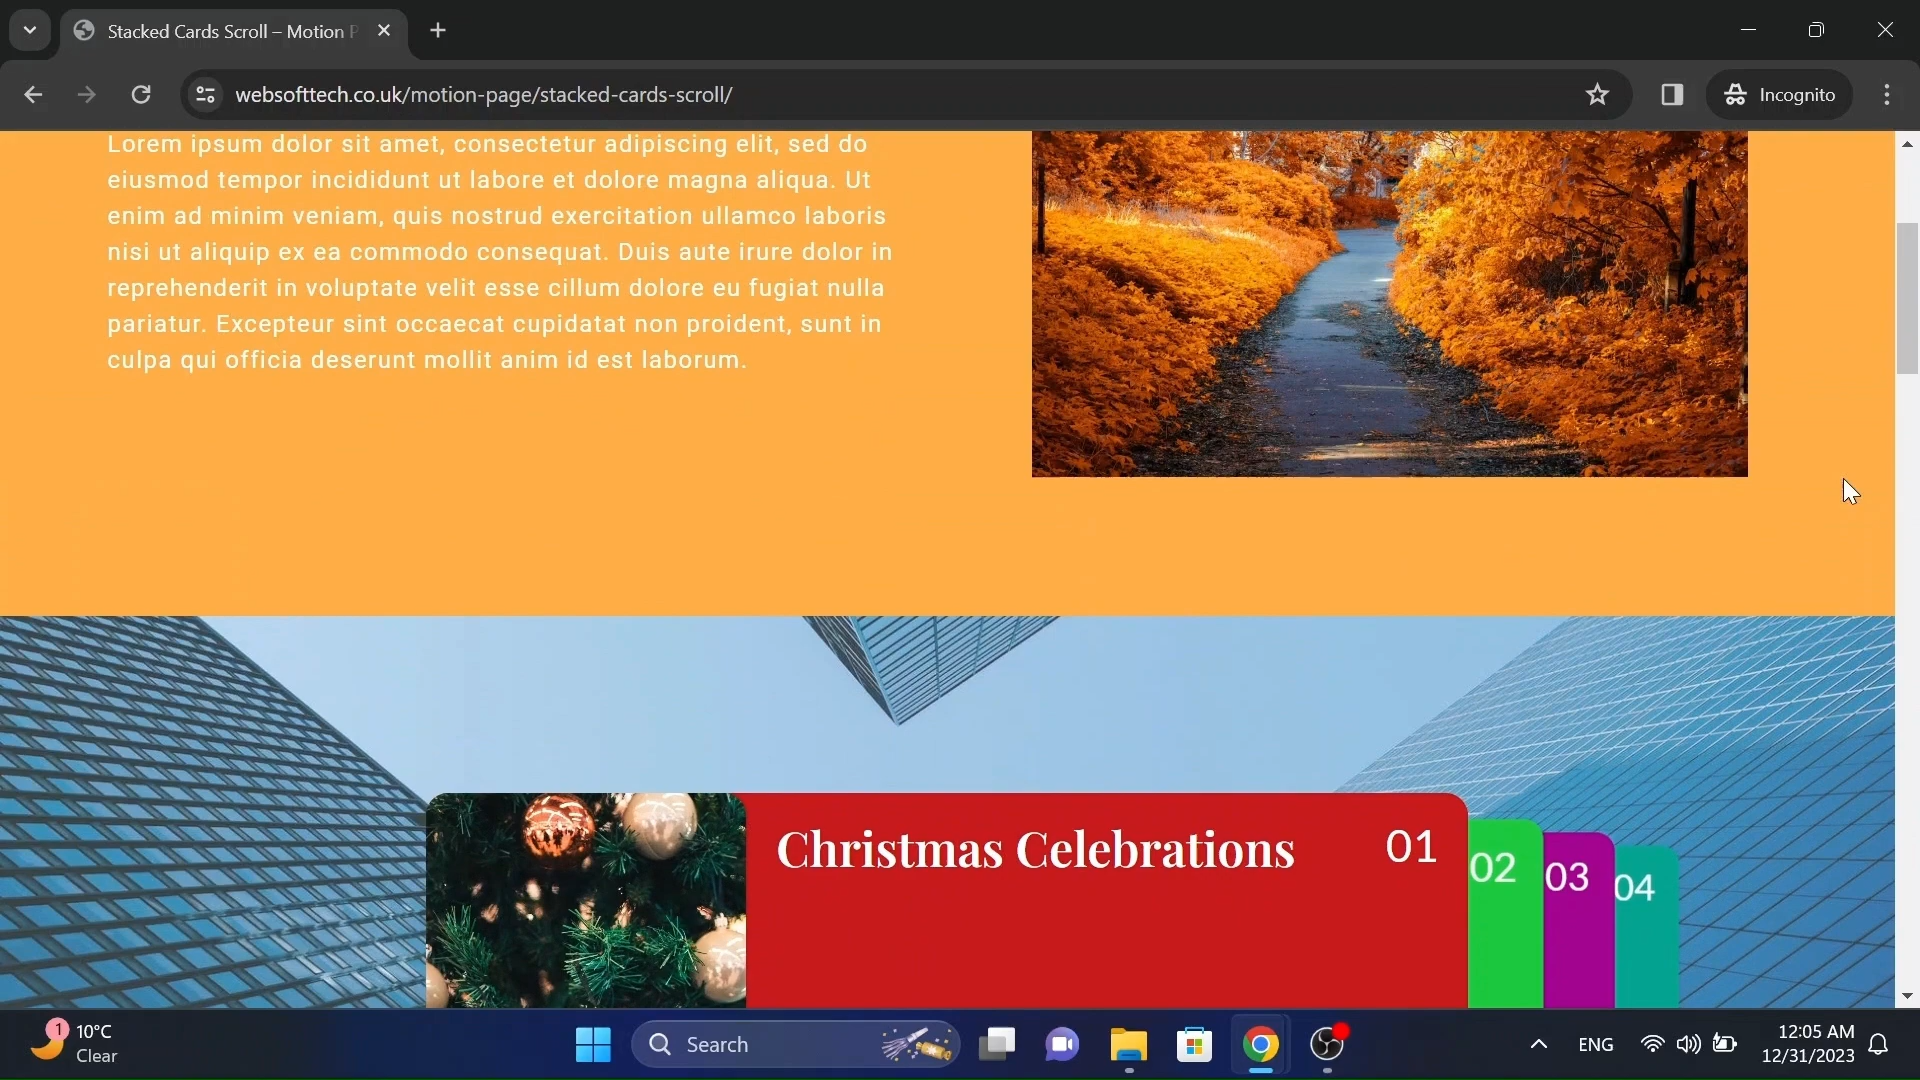 Stacked Cards Scroll – Motion P
websofttech.co.uk/motion-page/stacked-cards-scroll/
Incognito
Lorem ipsum dolor sit amet, consectetur adipiscing elit, sed do
eiusmod tempor incididunt ut labore et dolore magna aliqua. Ut
enim ad minim veniam, quis nostrud exercitation ullamco laboris
nisi ut aliquip ex ea commodo consequat. Duis aute irure dolor in
reprehenderit in voluptate velit esse cillum dolore eu fugiat nulla
pariatur. Excepteur sint occaecat cupidatat non proident, sunt in
culpa qui officia deserunt mollit anim id est laborum.
Christmas Celebrations
01
02
03
04
1
10°C
Clear
Search
ENG
12:05 AM
12/31/2023